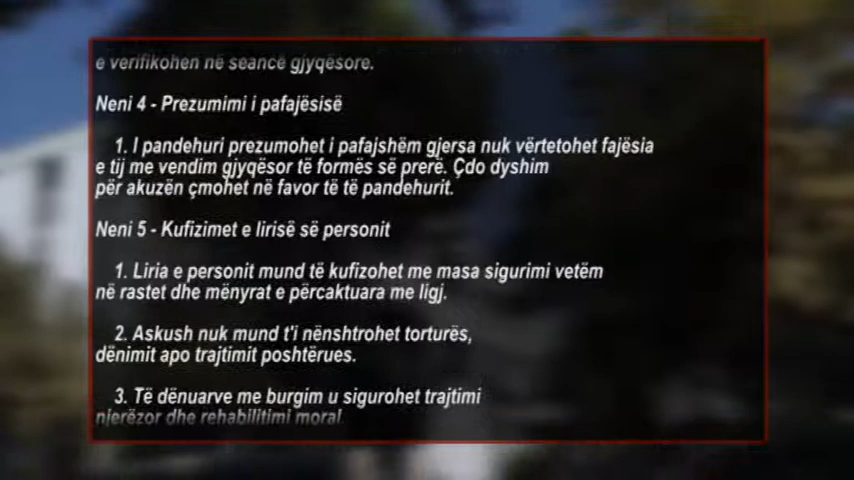 e verifikohen në seancë gjyqësore.
Neni 4 - Prezumimi i pafajësisë
1. I pandehuri prezumohet i pafajshëm gjersa nuk vërtetohet fajësia
e tij me vendim gjyqësor të formës së prerë. Çdo dyshim
për akuzën çmohet në favor të të pandehurit.
Neni 5 - Kufizimet e lirisë së personit
1. Liria e personit mund të kufizohet me masa sigurimi vetëm
në rastet dhe mënyrat e përcaktuara me ligj.
2. Askush nuk mund t'i nënshtrohet torturës,
dënimit apo trajtimit poshtërues.
3. Të dënuarve me burgim u sigurohet trajtimi
njerëzor dhe rehabilitimi moral